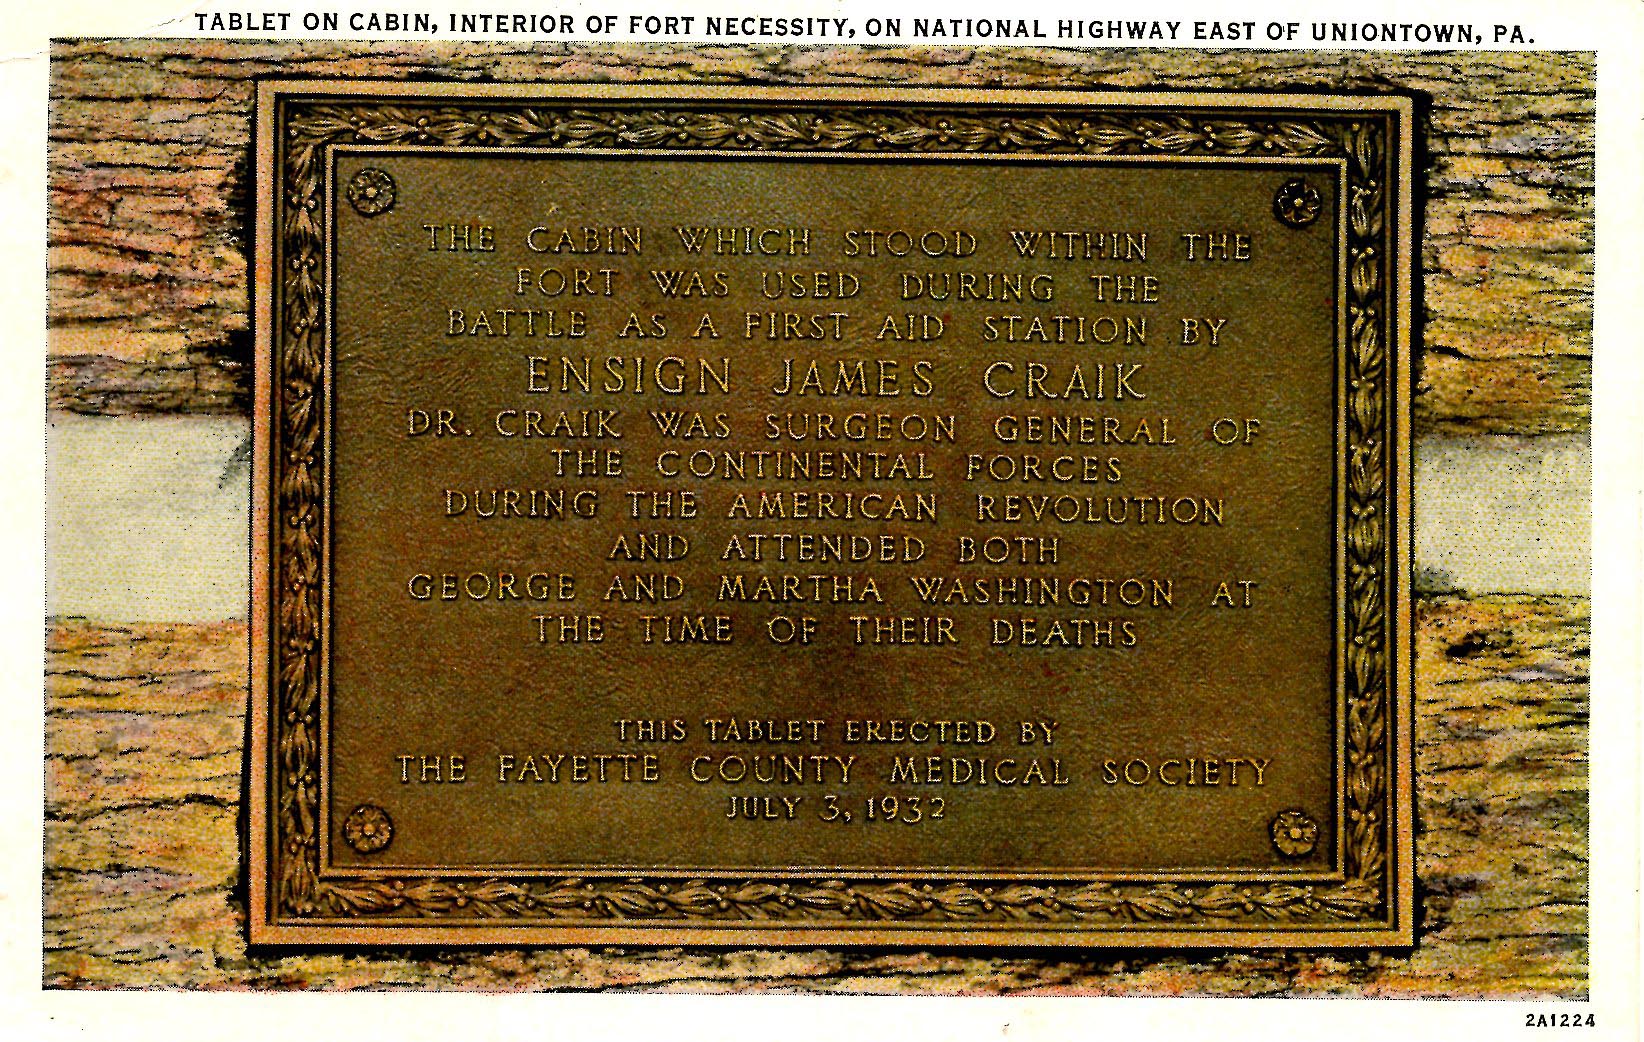 TABLET ON CABIN, INTERIOR OF FORT NECESSITY, ON NATIONAL HIGHWAY EAST OF UNIONTOWN, PA.
THE CABIN WHICH STOOD WITHIN THE
FORT WAS USED DURING THE
BATTLE AS A FIRST AID STATION BY
ENSIGN JAMES CRAIK
DR. CRAIK WAS SURGEON GENERAL OF
THE CONTINENTAL FORCES
DURING THE AMERICAN REVOLUTION
AND ATTENDED BOTH
GEORGE AND MARTHA WASHINGTON AT
THE TIME OF THEIR DEATHS
THIS TABLET ERECTED BY
THE FAYETTE COUNTY MEDICAL SOCIETY
JULY 3, 1932
2A1224